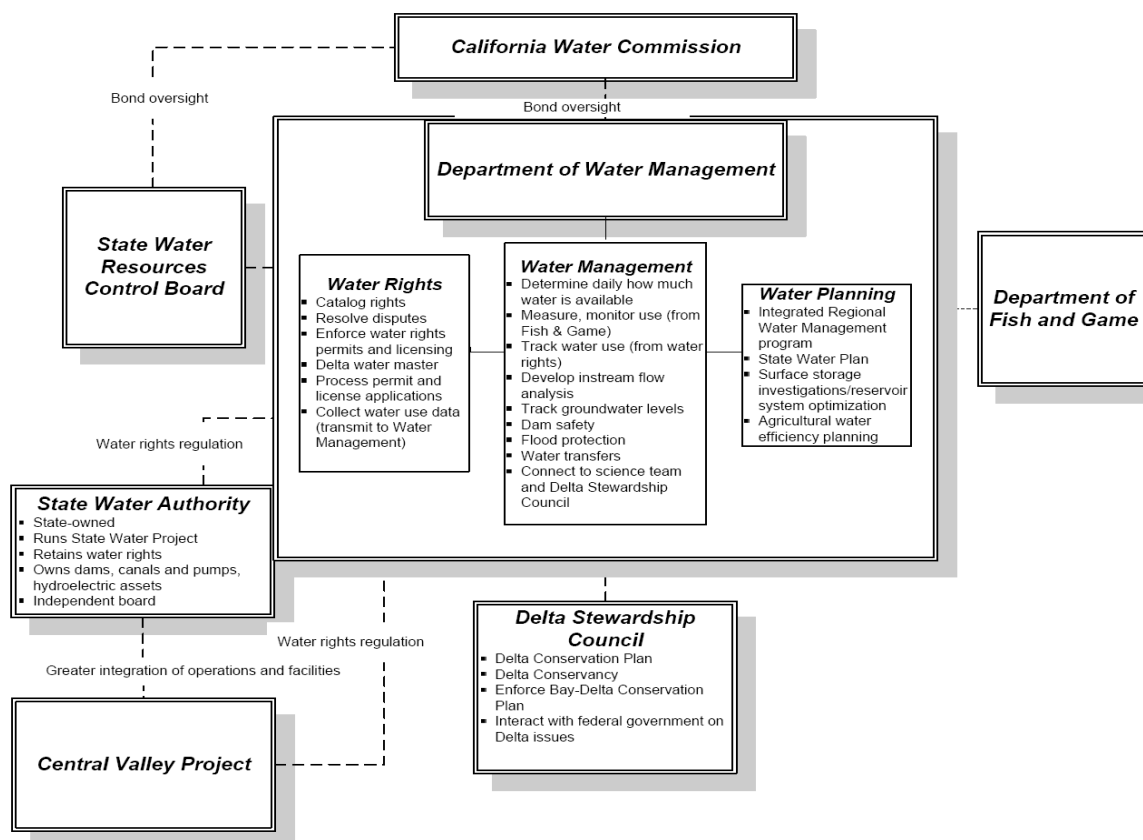 California Water Commission
Bond oversight
Bond oversight
Department of Water Management
State Water
Resources
Control Board
Water Rights
▪ Catalog rights
▪ Resolve disputes
▪ Enforce water rights
permits and licensing
▪ Delta water master
▪ Process permit and
license applications
▪ Collect water use data
(transmit to Water
Management)
Water Management
▪ Determine daily how much
water is available
▪ Measure, monitor use (from
Fish & Game)
▪ Track water use (from water
rights)
▪ Develop instream flow
analysis
▪ Track groundwater levels
▪ Dam safety
▪ Flood protection
▪ Water transfers
▪ Connect to science team
and Delta Stewardship
Council
Water Planning
▪ Integrated Regional
Water Management
program
▪ State Water Plan
▪ Surface storage
investigations/reservoir
system optimization
▪ Agricultural water
efficiency planning
Department of
Fish and Game
Water rights regulation
State Water Authority
▪ State-owned
▪ Runs State Water Project
▪ Retains water rights
▪ Owns dams, canals and pumps,
hydroelectric assets
▪ Independent board
Water rights regulation
Greater integration of operations and facilities
Delta Stewardship
Council
▪ Delta Conservation Plan
▪ Delta Conservancy
▪ Enforce Bay-Delta Conservation
Plan
▪ Interact with federal government on
Delta issues
Central Valley Project